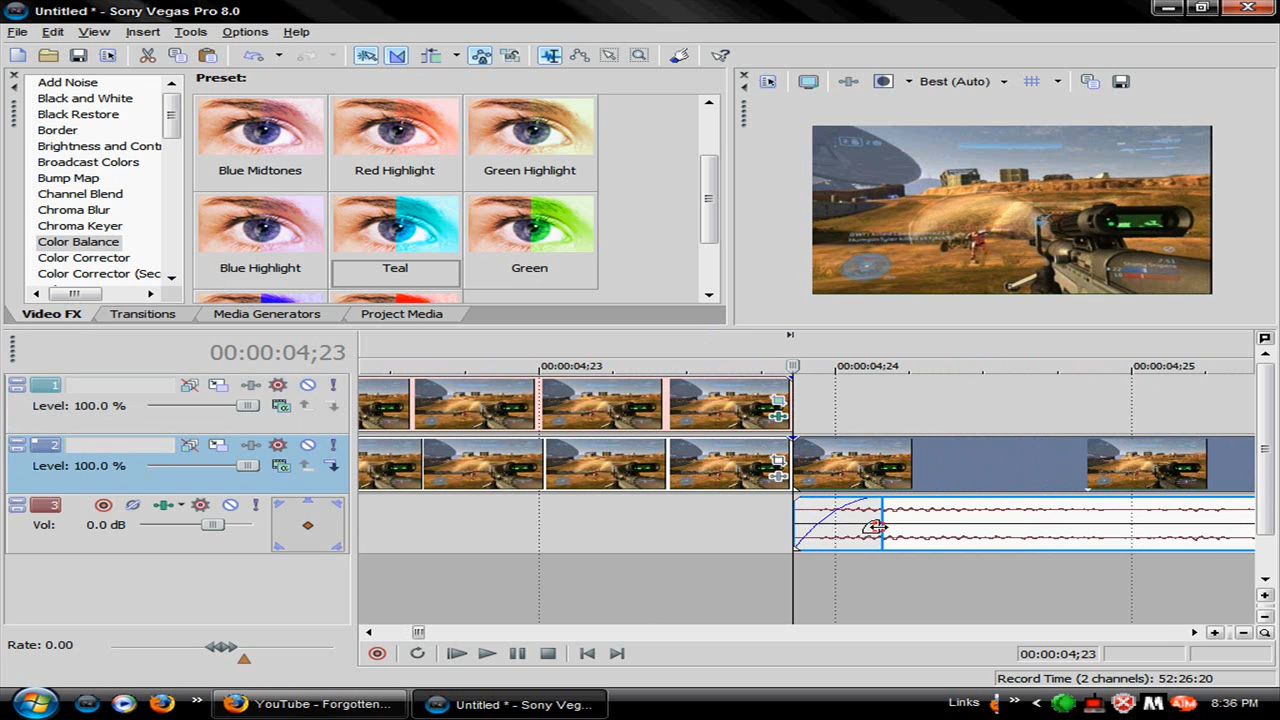 Untitled * - Sony Vegas Pro 8.0
File Edit View Insert Tools Options Help
Add Noise
Black and White
Black Restore
Border
Brightness and Contr
Broadcast Colors
Bump Map
Channel Blend
Chroma Blur
Chroma Keyer
Color Balance
Color Corrector
Color Corrector (Sec
Preset:
Blue Midtones Red Highlight Green Highlight
Blue Highlight Teal Green
Best (Auto)
Video FX Transitions Media Generators Project Media
00:00:04;23
00:00:04;23 00:00:04;24 00:00:04;25
1
Level: 100.0 %
2
Level: 100.0 %
3
Vol: 0.0 dB
Rate: 0.00
00:00:04;23
Record Time (2 channels): 52:26:20
YouTube - Forgotten...
Untitled * - Sony Veg...
Links
8:36 PM